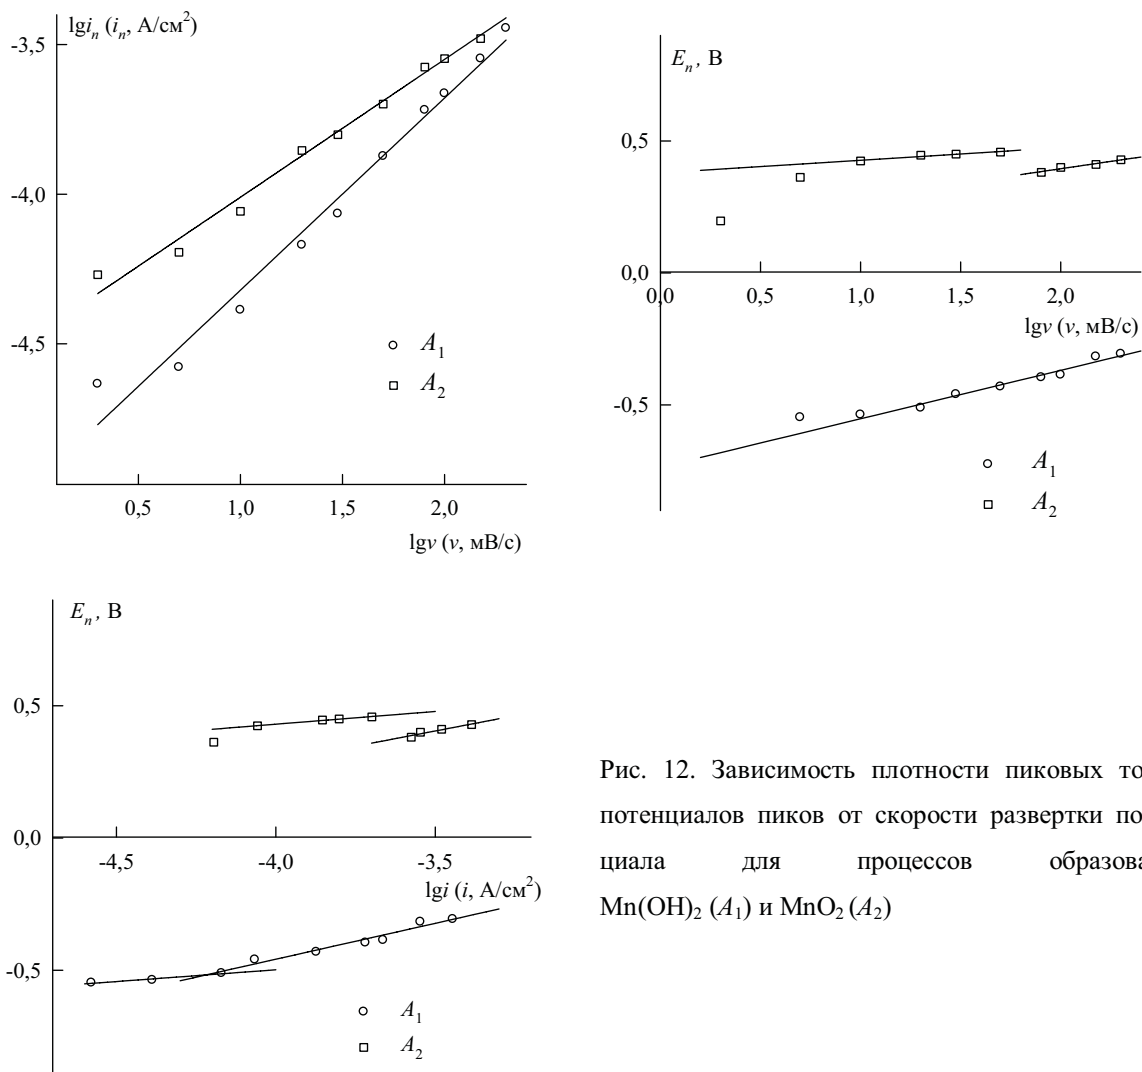 lgi_n (i_n, А/см²)
-3,5
-4,0
-4,5
A₁
A₂
0,5 1,0 1,5 2,0
lgv (v, мВ/с)
E_n, В
0,5
0,0
0,0 0,5 1,0 1,5 2,0
lgv (v, мВ/с)
-0,5
A₁
A₂
E_n, В
0,5
0,0
-4,5 -4,0 -3,5
lgi (i, А/см²)
-0,5
A₁
A₂
Рис. 12. Зависимость плотности пиковых то
потенциалов пиков от скорости развертки по
циала для процессов образова
Mn(OH)₂ (A₁) и MnO₂ (A₂)